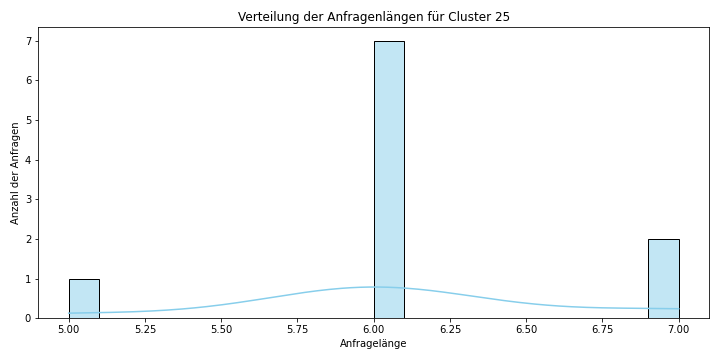 Verteilung der Anfragenlängen für Cluster 25
Anzahl der Anfragen
7
6
5
4
3
2
1
0
5.00 5.25 5.50 5.75 6.00 6.25 6.50 6.75 7.00
Anfragelänge